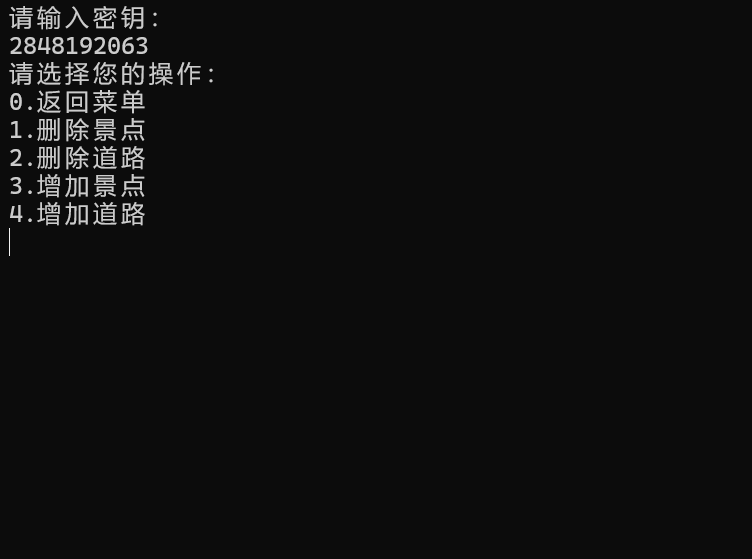 请输入密钥：
2848192063
请选择您的操作：
0.返回菜单
1.删除景点
2.删除道路
3.增加景点
4.增加道路